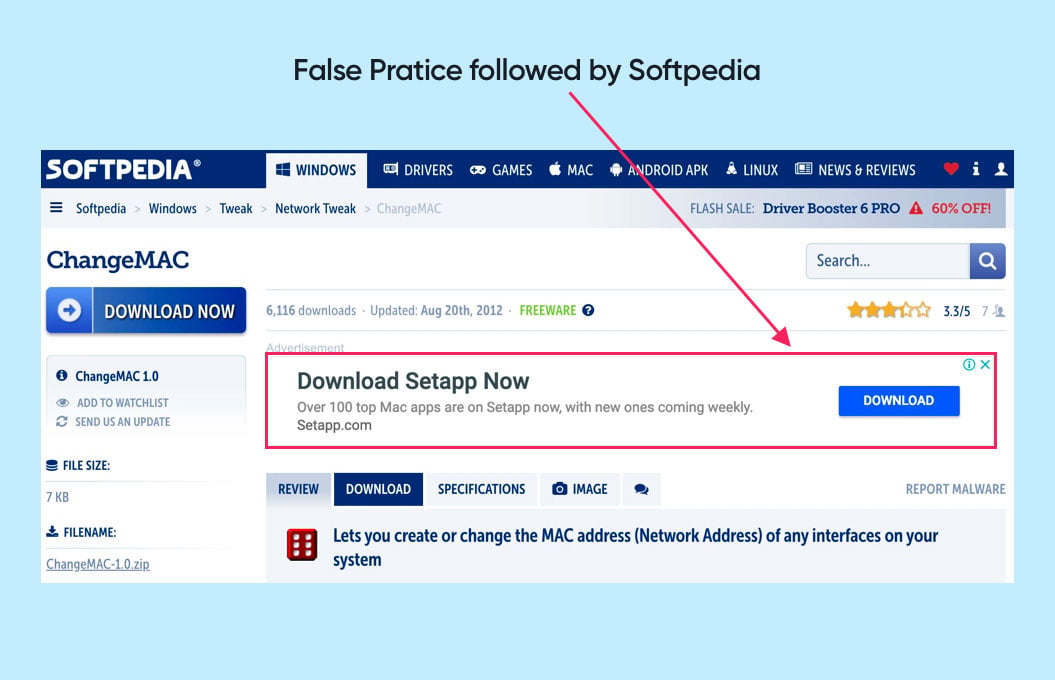 False Pratice followed by Softpedia
SOFTPEDIA®
WINDOWS DRIVERS GAMES MAC ANDROID APK LINUX NEWS & REVIEWS
Softpedia > Windows > Tweak > Network Tweak > ChangeMAC
FLASH SALE: Driver Booster 6 PRO 60% OFF!
ChangeMAC
Search...
DOWNLOAD NOW
6,116 downloads · Updated: Aug 20th, 2012 · FREEWARE
3.3/5 7
Advertisement
ChangeMAC 1.0
ADD TO WATCHLIST
SEND US AN UPDATE
Download Setapp Now
Over 100 top Mac apps are on Setapp now, with new ones coming weekly.
Setapp.com
DOWNLOAD
FILE SIZE:
7 KB
FILENAME:
ChangeMAC-1.0.zip
REVIEW DOWNLOAD SPECIFICATIONS IMAGE
REPORT MALWARE
Lets you create or change the MAC address (Network Address) of any interfaces on your
system